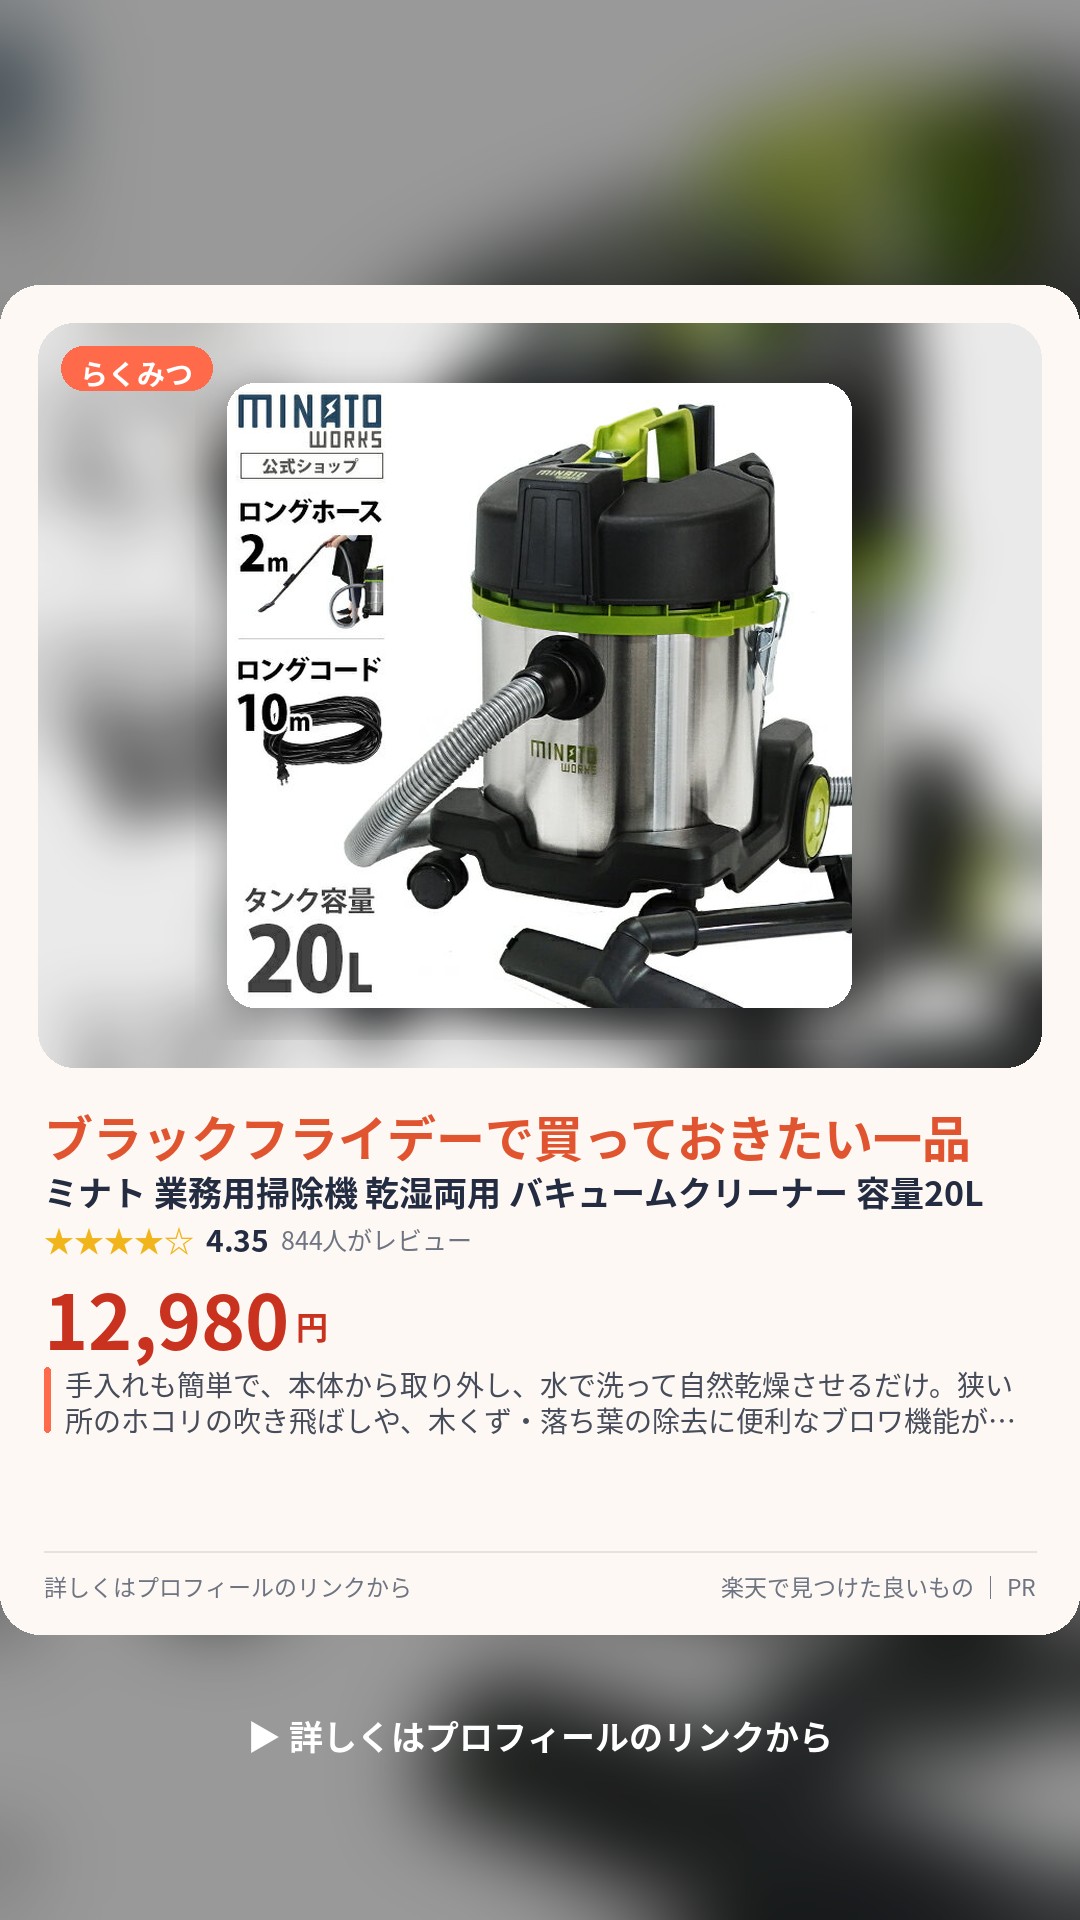 らくみつ
MINATO
WORKS
公式ショップ
ロングホース
2m
ロングコード
10m
タンク容量
20L
MINATO
WORKS
MINATO
WORKS
ブラックフライデーで買っておきたい一品
ミナト 業務用掃除機 乾湿両用 バキュームクリーナー 容量20L
★★★★☆ 4.35 844人がレビュー
12,980円
手入れも簡単で、本体から取り外し、水で洗って自然乾燥させるだけ。狭い
所のホコリの吹き飛ばしや、木くず・落ち葉の除去に便利なブロワ機能が…
詳しくはプロフィールのリンクから
楽天で見つけた良いもの｜PR
▶ 詳しくはプロフィールのリンクから